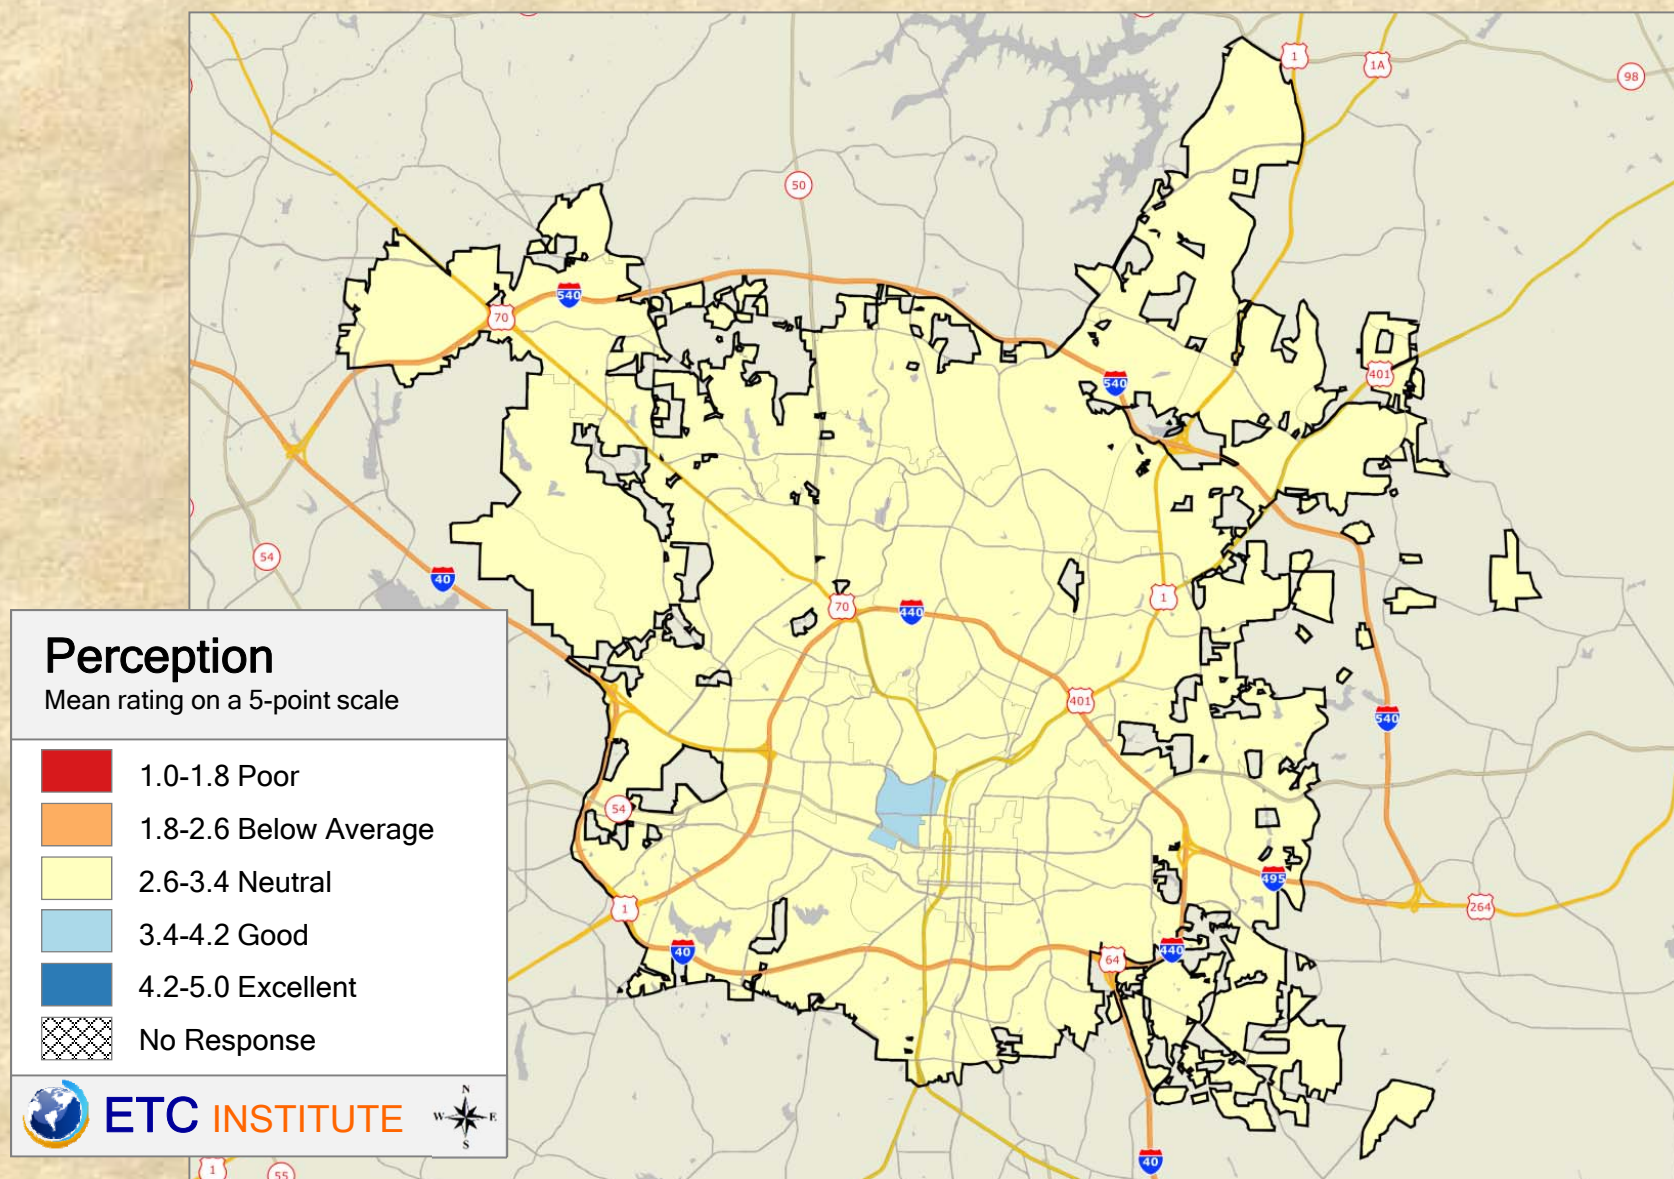 1
1A
98
50
540
70
401
540
54
40
70
440
1
401
540
54
495
264
1
40
440
64
40
1
55
Perception
Mean rating on a 5-point scale
1.0-1.8 Poor
1.8-2.6 Below Average
2.6-3.4 Neutral
3.4-4.2 Good
4.2-5.0 Excellent
No Response
ETC INSTITUTE
N
W E
S